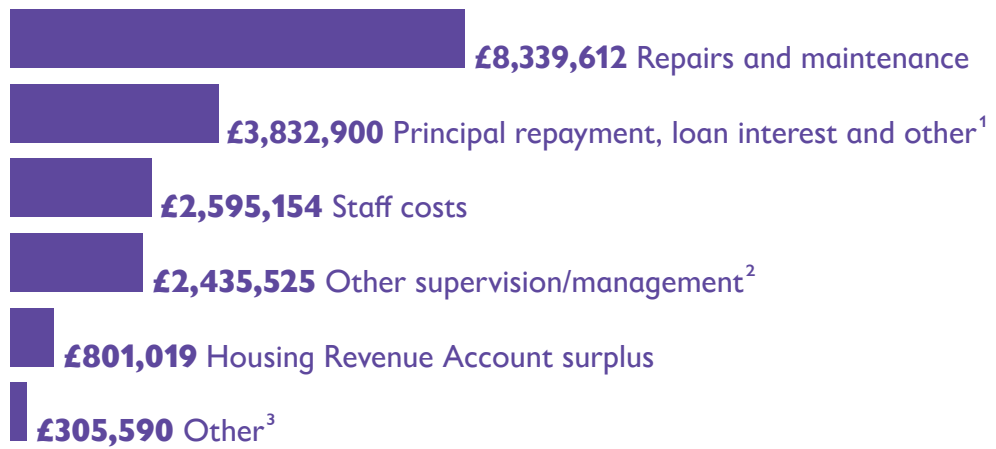 £8,339,612 Repairs and maintenance
£3,832,900 Principal repayment, loan interest and other¹
£2,595,154 Staff costs
£2,435,525 Other supervision/management²
£801,019 Housing Revenue Account surplus
£305,590 Other³